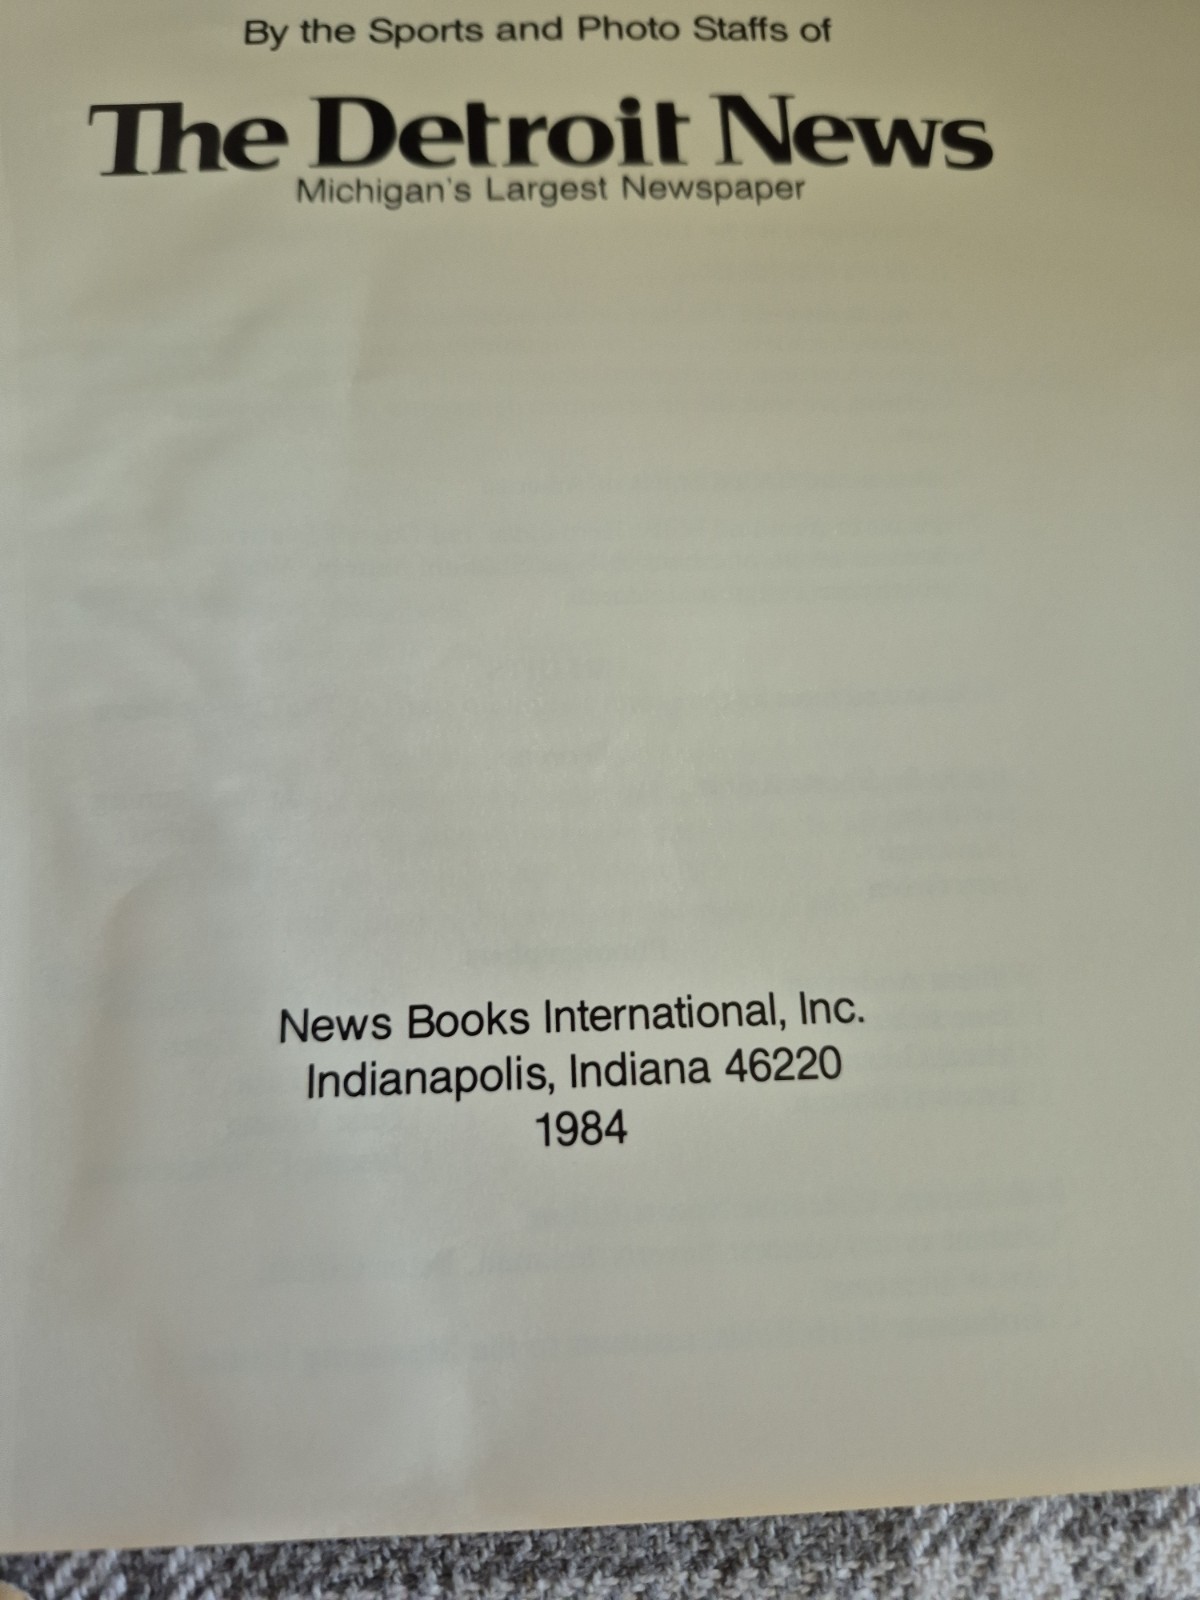 By the Sports and Photo Staffs of
The Detroit News
Michigan's Largest Newspaper
News Books International, Inc.
Indianapolis, Indiana 46220
1984